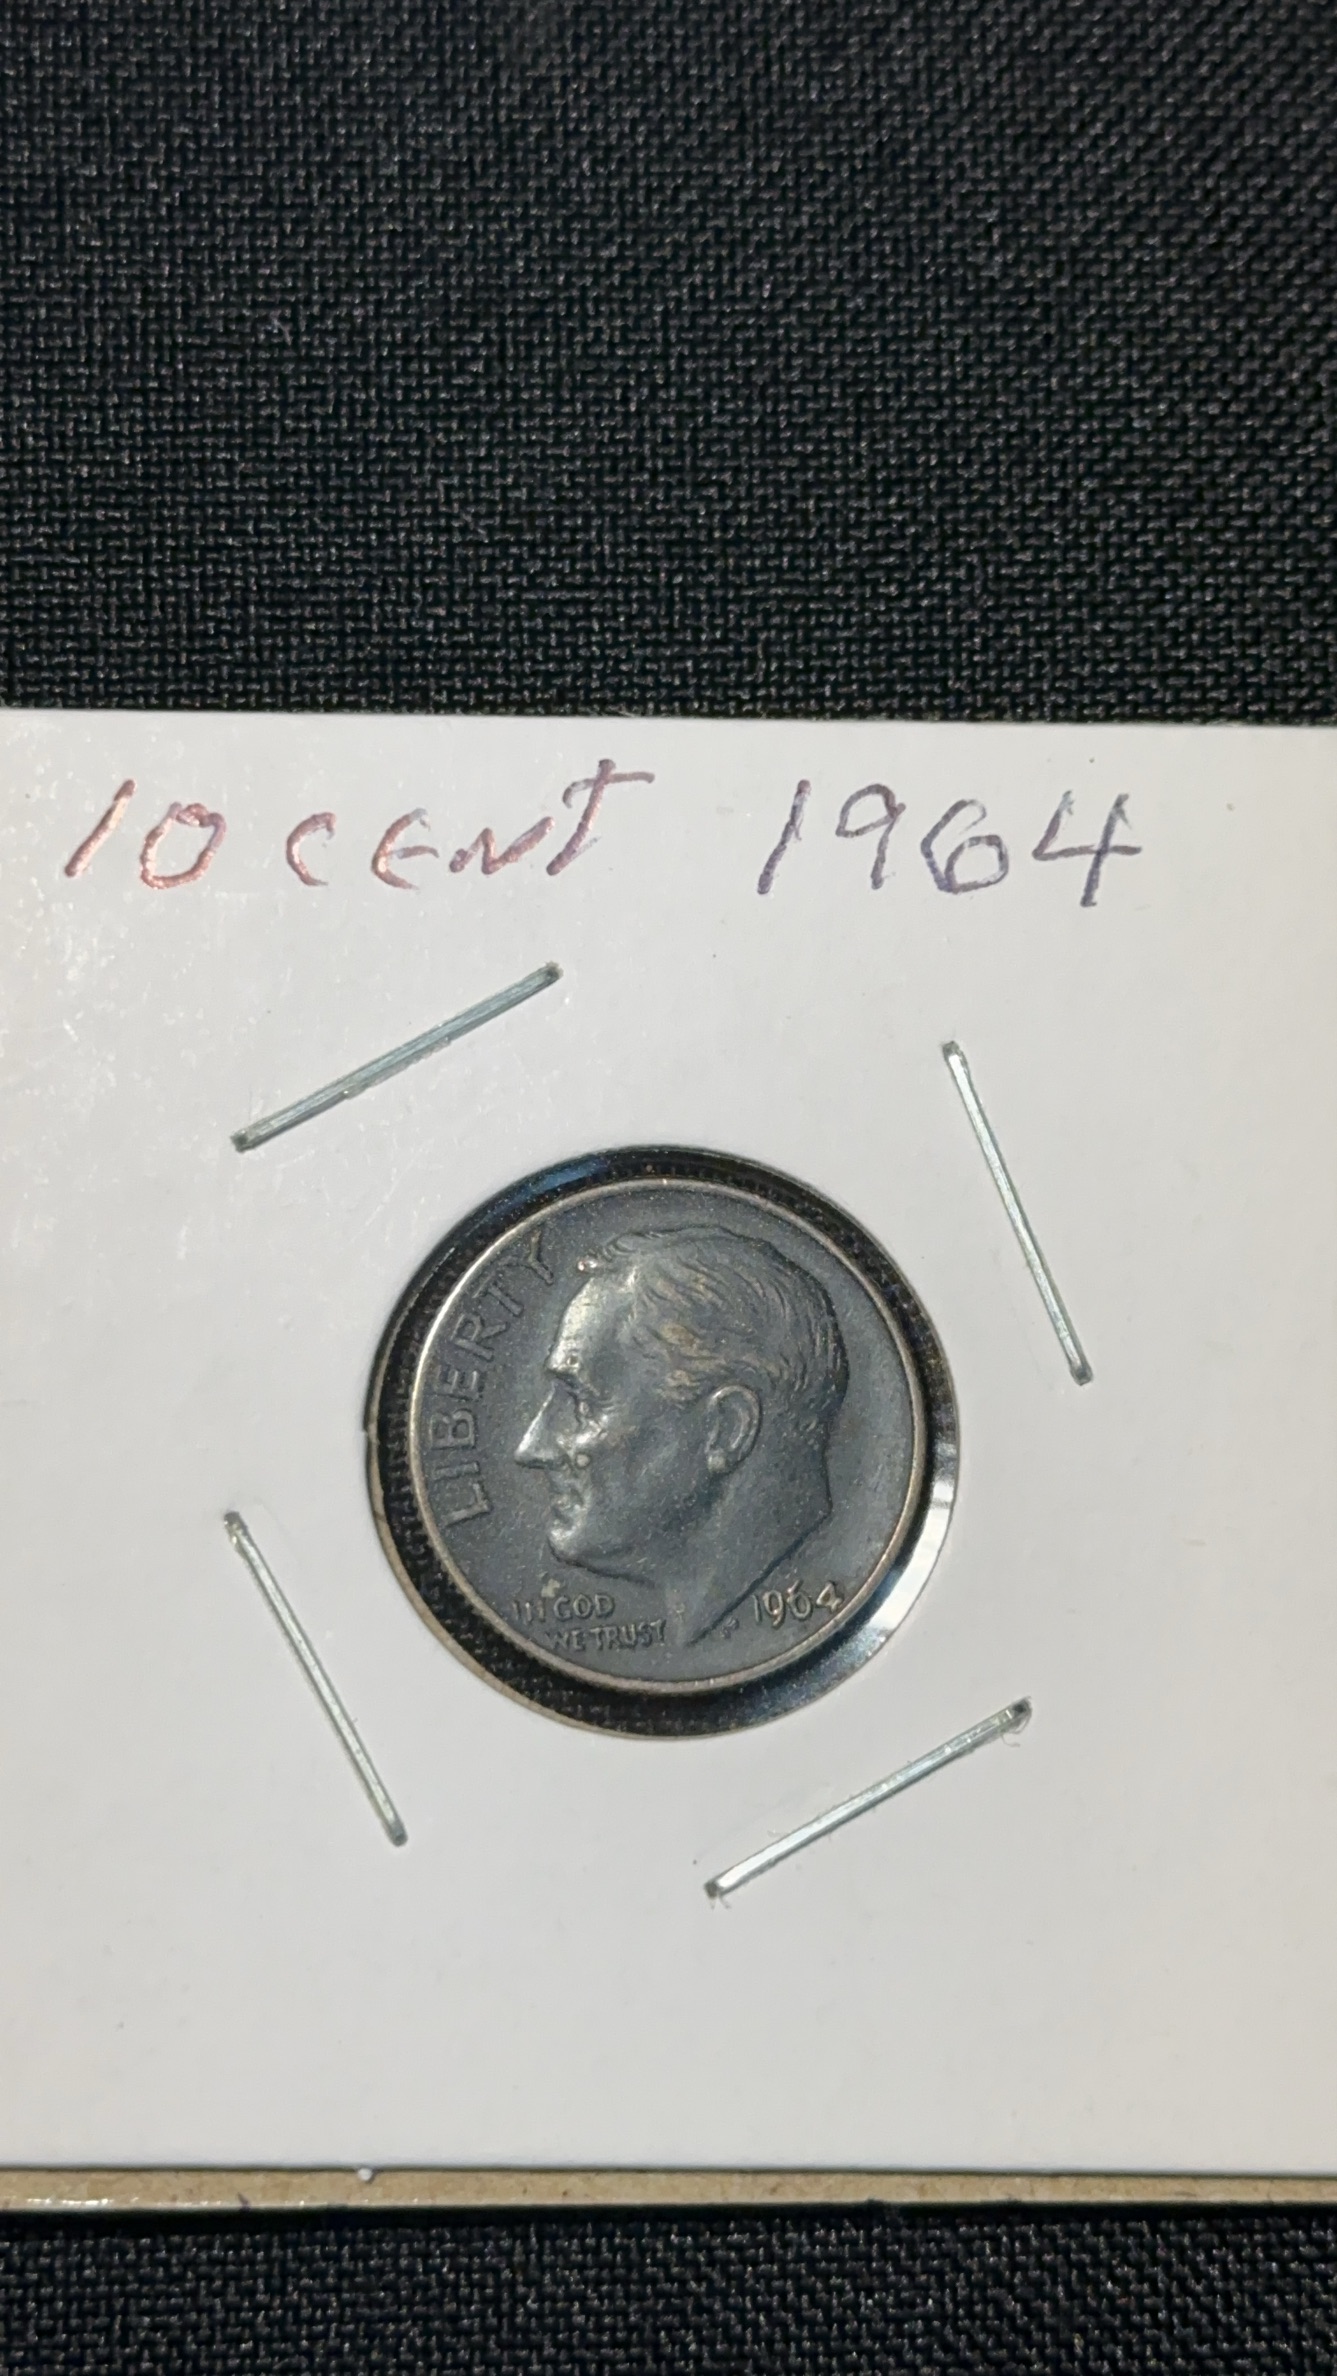 10 CENT 1964
LIBERTY
IN GOD
WE TRUST
1964